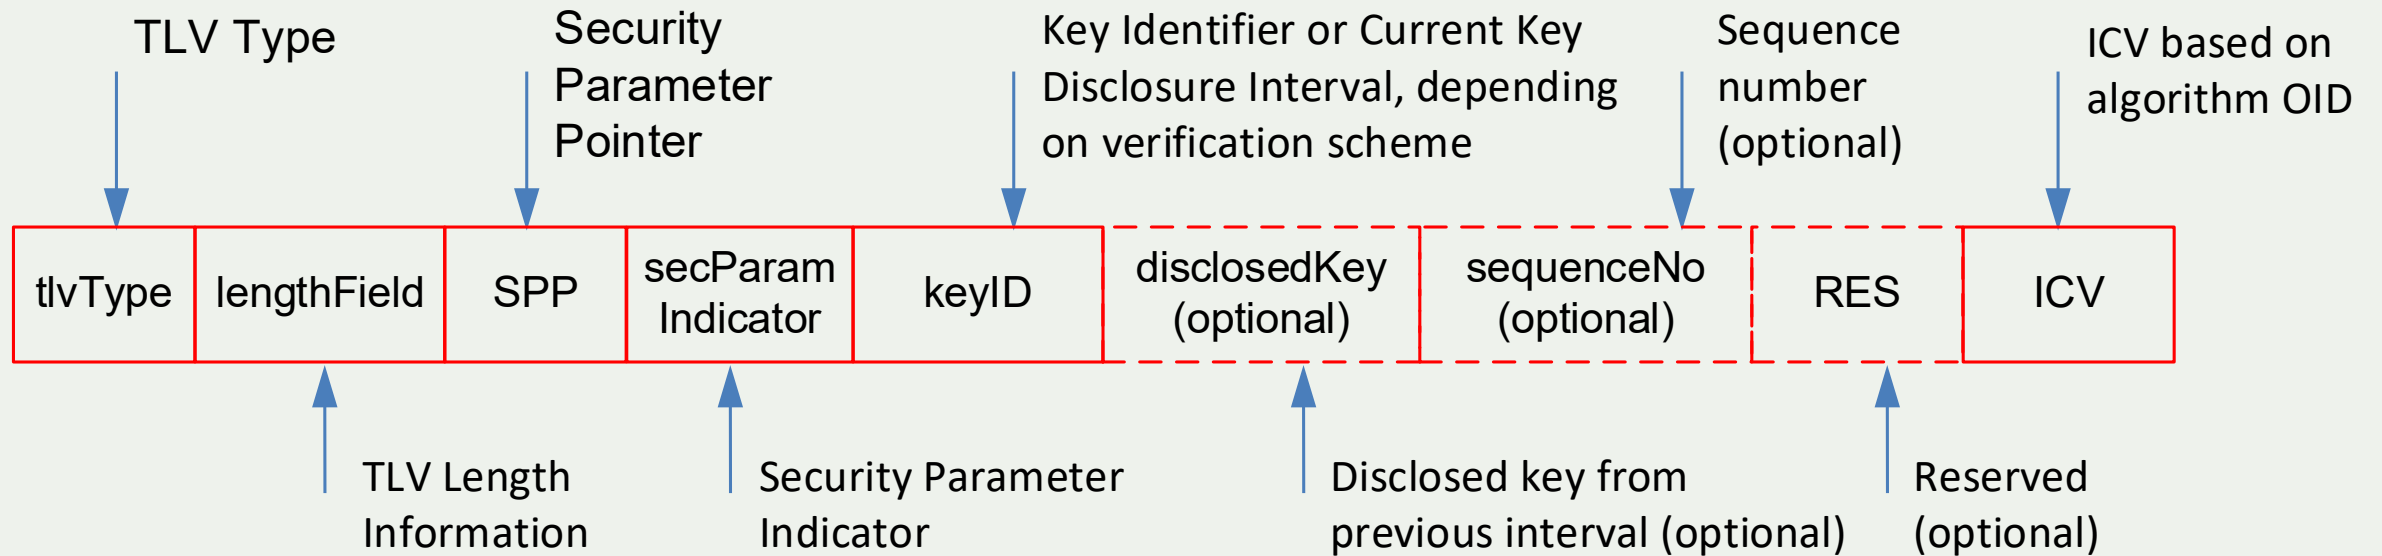 TLV Type
Security
Parameter
Pointer
Key Identifier or Current Key
Disclosure Interval, depending
on verification scheme
Sequence
number
(optional)
ICV based on
algorithm OID
tlvType
lengthField
SPP
secParam
Indicator
keyID
disclosedKey
(optional)
sequenceNo
(optional)
RES
ICV
TLV Length
Information
Security Parameter
Indicator
Disclosed key from
previous interval (optional)
Reserved
(optional)